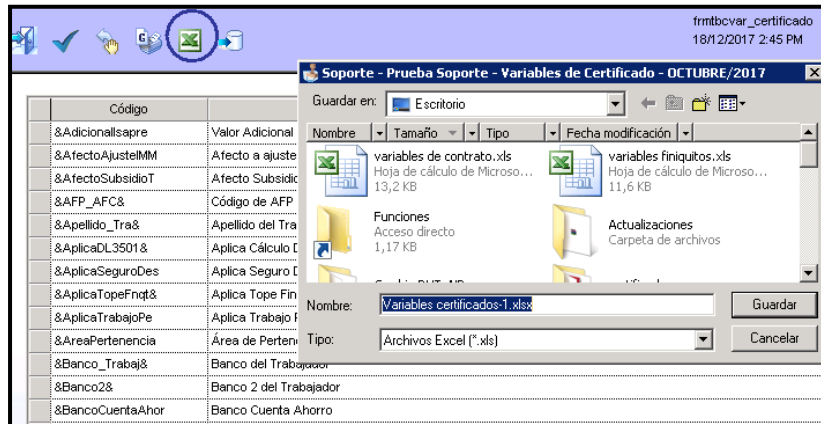 frmtbcvar_certificado
18/12/2017 2:45 PM
Soporte - Prueba Soporte - Variables de Certificado - OCTUBRE/2017
Guardar en: Escritorio
Nombre Tamaño Tipo Fecha modificación
variables de contrato.xls
Hoja de cálculo de Microso...
13,2 KB
variables finiquitos.xls
Hoja de cálculo de Microso...
11,6 KB
Funciones
Acceso directo
1,17 KB
Actualizaciones
Carpeta de archivos
Nombre: Variables certificados-1.xlsx Guardar
Tipo: Archivos Excel (*.xls) Cancelar
Código
&AdicionalIsapre Valor Adicional
&AfectoAjusteIMM Afecto a ajuste
&AfectoSubsidioT Afecto Subsidio
&AFP_AFC& Código de AFP
&Apellido_Tra& Apellido del Tra
&AplicaDL3501& Aplica Cálculo D
&AplicaSeguroDes Aplica Seguro D
&AplicaTopeFnqt& Aplica Tope Fin
&AplicaTrabajoPe Aplica Trabajo P
&AreaPertenencia Área de Perten
&Banco_Trabaj& Banco del Trabajador
&Banco2& Banco 2 del Trabajador
&BancoCuentaAhor Banco Cuenta Ahorro